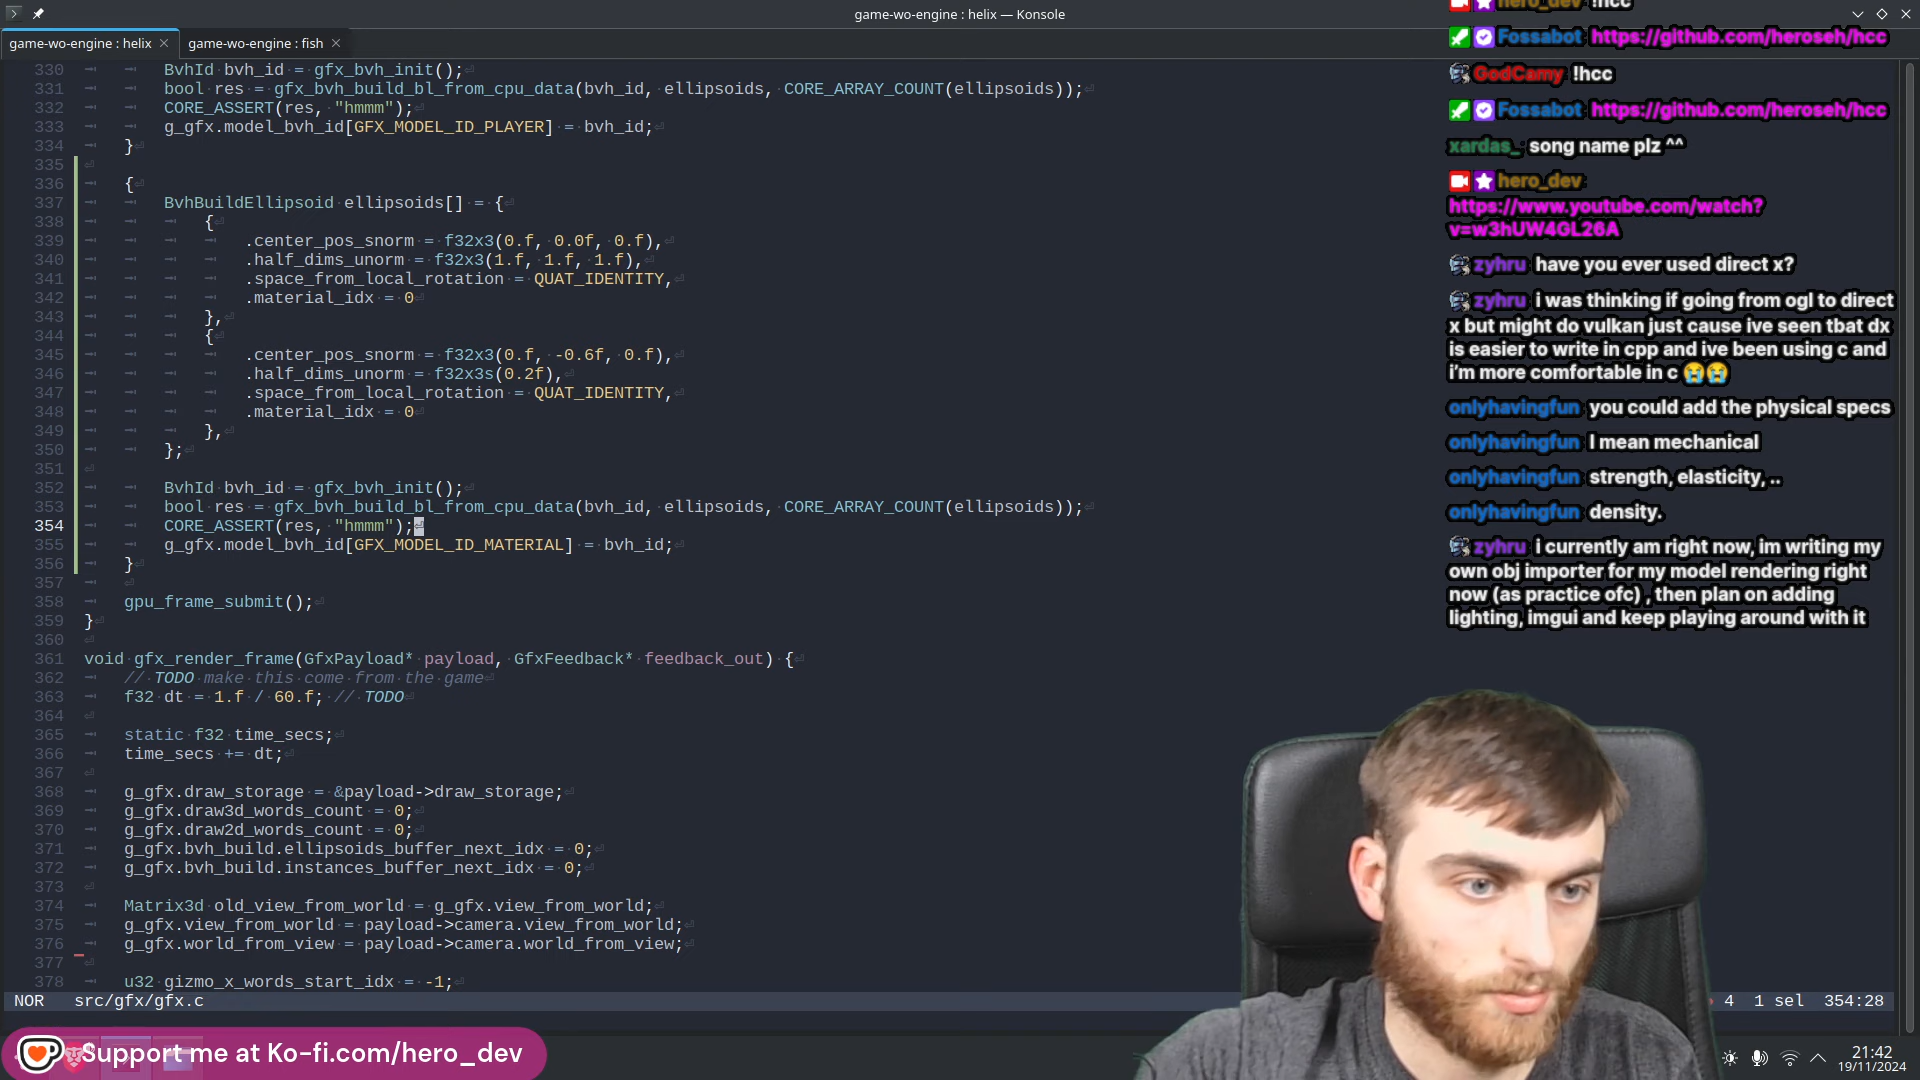 game-wo-engine : helix — Konsole
game-wo-engine : helix
game-wo-engine : fish
330 BvhId bvh_id = gfx_bvh_init();
331 bool res = gfx_bvh_build_bl_from_cpu_data(bvh_id, ellipsoids, CORE_ARRAY_COUNT(ellipsoids));
332 CORE_ASSERT(res, "hmmm");
333 g_gfx.model_bvh_id[GFX_MODEL_ID_PLAYER] = bvh_id;
334 }
335
336 {
337 BvhBuildEllipsoid ellipsoids[] = {
338 {
339 .center_pos_snorm = f32x3(0.f, 0.0f, 0.f),
340 .half_dims_unorm = f32x3(1.f, 1.f, 1.f),
341 .space_from_local_rotation = QUAT_IDENTITY,
342 .material_idx = 0
343 },
344 {
345 .center_pos_snorm = f32x3(0.f, -0.6f, 0.f),
346 .half_dims_unorm = f32x3s(0.2f),
347 .space_from_local_rotation = QUAT_IDENTITY,
348 .material_idx = 0
349 },
350 };
351
352 BvhId bvh_id = gfx_bvh_init();
353 bool res = gfx_bvh_build_bl_from_cpu_data(bvh_id, ellipsoids, CORE_ARRAY_COUNT(ellipsoids));
354 CORE_ASSERT(res, "hmmm");
355 g_gfx.model_bvh_id[GFX_MODEL_ID_MATERIAL] = bvh_id;
356 }
357
358 gpu_frame_submit();
359 }
360
361 void gfx_render_frame(GfxPayload* payload, GfxFeedback* feedback_out) {
362 // TODO make this come from the game
363 f32 dt = 1.f / 60.f; // TODO
364
365 static f32 time_secs;
366 time_secs += dt;
367
368 g_gfx.draw_storage = &payload->draw_storage;
369 g_gfx.draw3d_words_count = 0;
370 g_gfx.draw2d_words_count = 0;
371 g_gfx.bvh_build.ellipsoids_buffer_next_idx = 0;
372 g_gfx.bvh_build.instances_buffer_next_idx = 0;
373
374 Matrix3d old_view_from_world = g_gfx.view_from_world;
375 g_gfx.view_from_world = payload->camera.view_from_world;
376 g_gfx.world_from_view = payload->camera.world_from_view;
377
378 u32 gizmo_x_words_start_idx = -1;
NOR src/gfx/gfx.c
4 1 sel 354:28
hero_dev !hcc
Fossabot https://github.com/heroseh/hcc
GodCamy !hcc
Fossabot https://github.com/heroseh/hcc
xardas_ song name plz ^^
hero_dev
https://www.youtube.com/watch?
v=w3hUW4GL26A
zyhru have you ever used direct x?
zyhru i was thinking if going from ogl to direct
x but might do vulkan just cause ive seen tbat dx
is easier to write in cpp and ive been using c and
i'm more comfortable in c 😭😭
onlyhavingfun you could add the physical specs
onlyhavingfun I mean mechanical
onlyhavingfun strength, elasticity, ..
onlyhavingfun density.
zyhru i currently am right now, im writing my
own obj importer for my model rendering right
now (as practice ofc) , then plan on adding
lighting, imgui and keep playing around with it
Support me at Ko-fi.com/hero_dev
21:42
19/11/2024